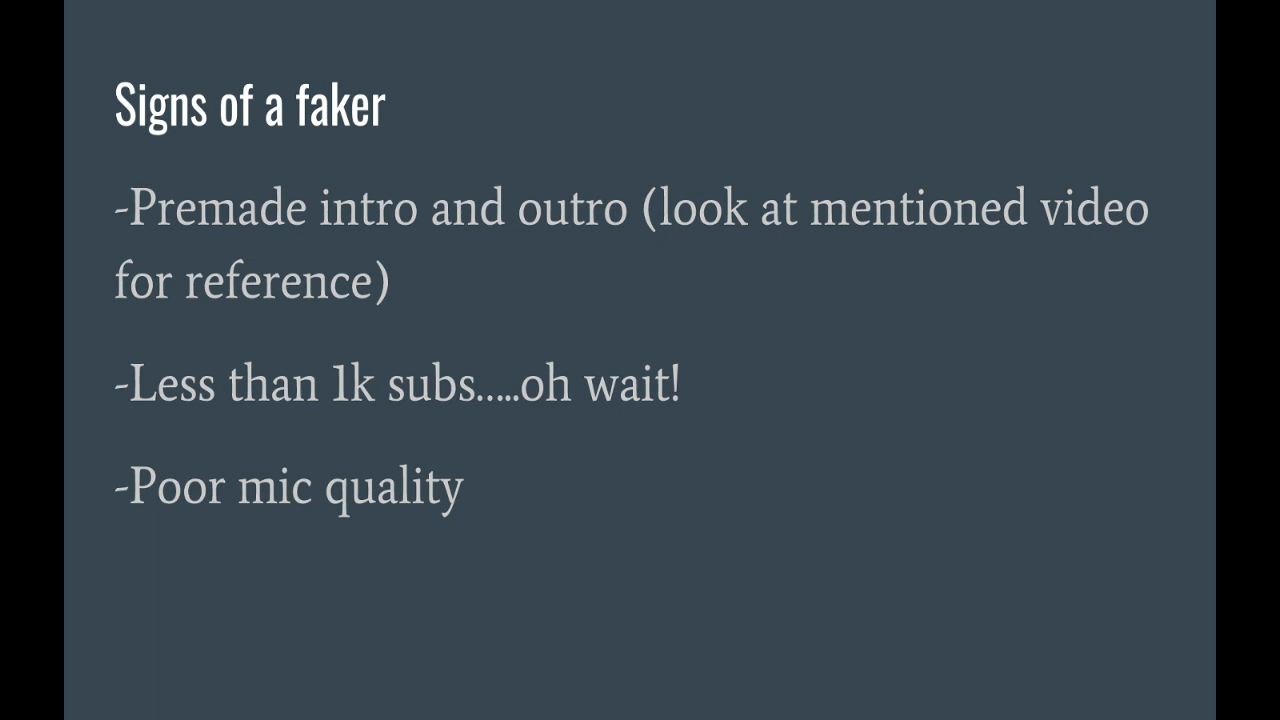 Signs of a faker
-Premade intro and outro (look at mentioned video
for reference)
-Less than 1k subs.....oh wait!
-Poor mic quality